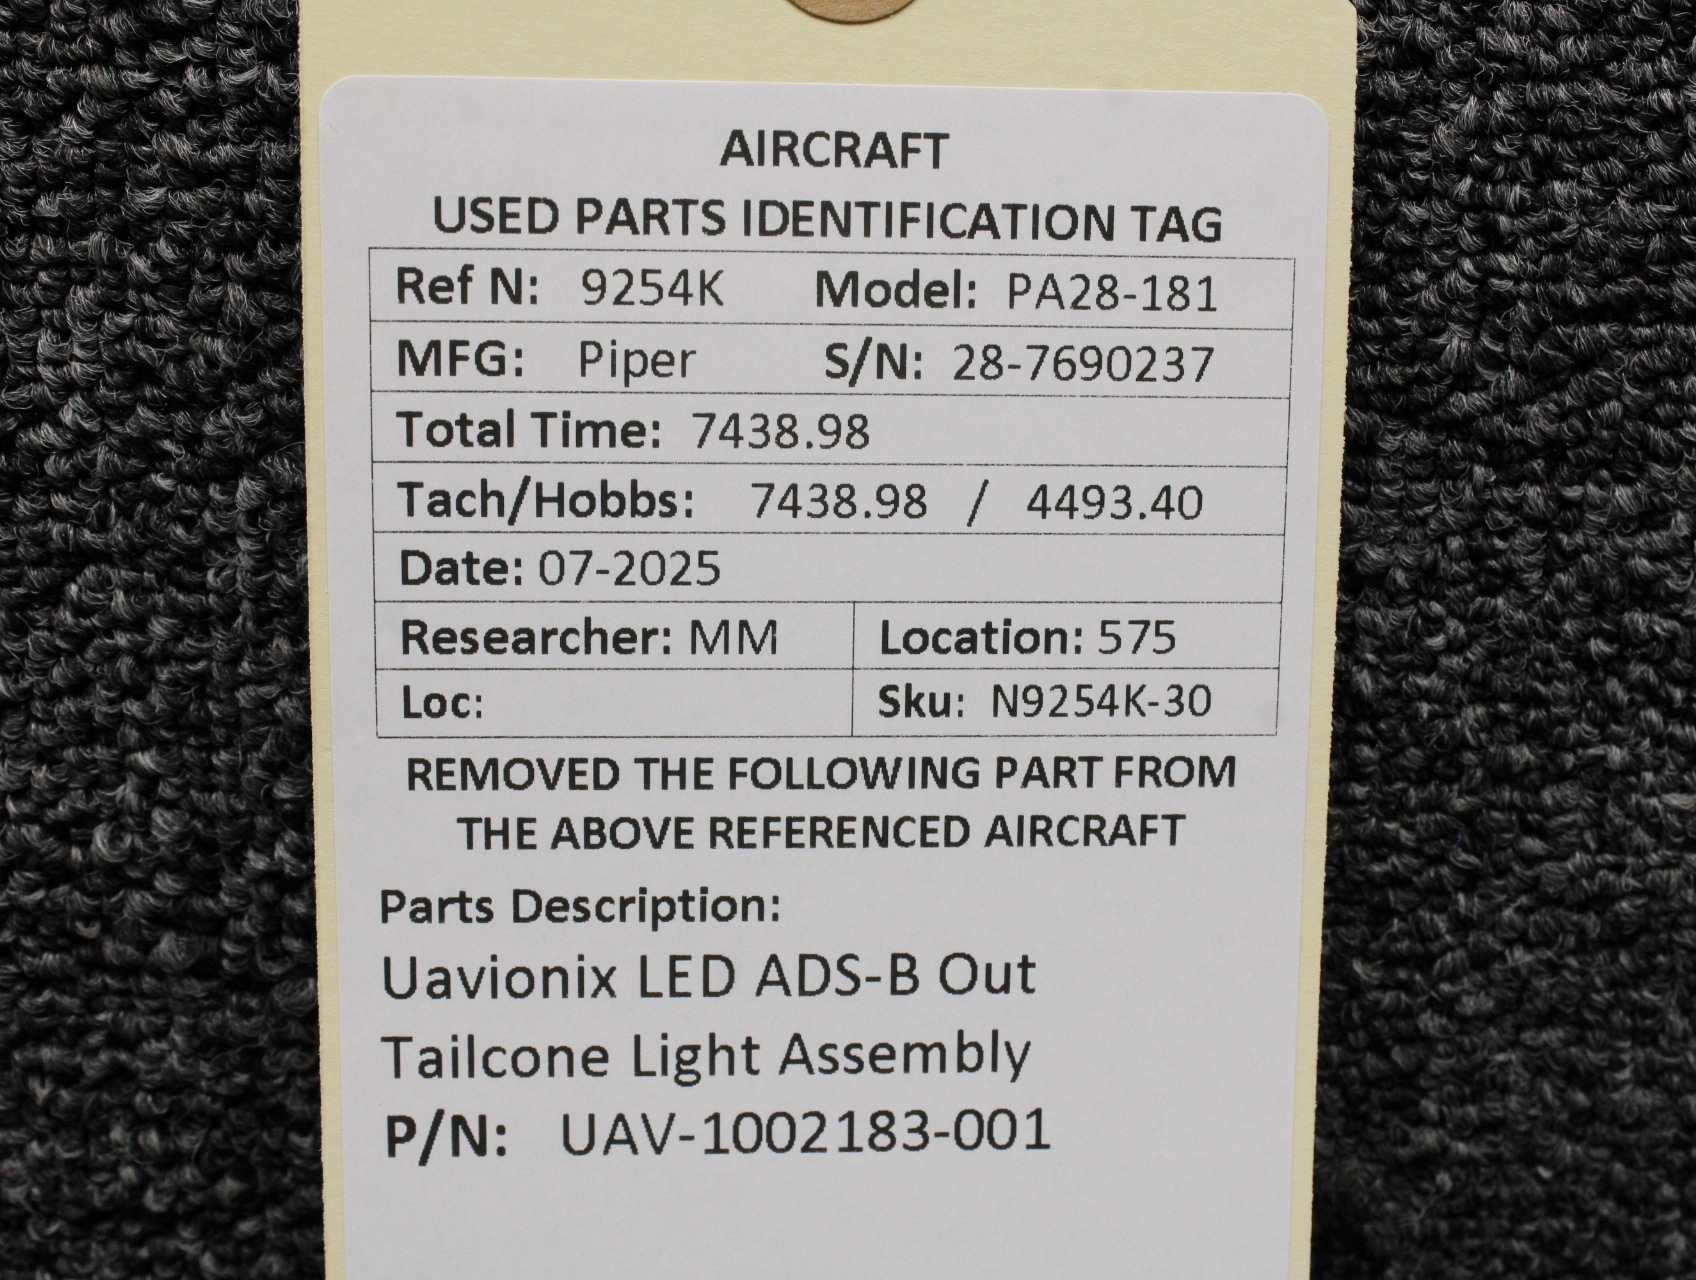 AIRCRAFT
USED PARTS IDENTIFICATION TAG
Ref N: 9254K Model: PA28-181
MFG: Piper S/N: 28-7690237
Total Time: 7438.98
Tach/Hobbs: 7438.98 / 4493.40
Date: 07-2025
Researcher: MM Location: 575
Loc: Sku: N9254K-30
REMOVED THE FOLLOWING PART FROM
THE ABOVE REFERENCED AIRCRAFT
Parts Description:
Uavionix LED ADS-B Out
Tailcone Light Assembly
P/N: UAV-1002183-001